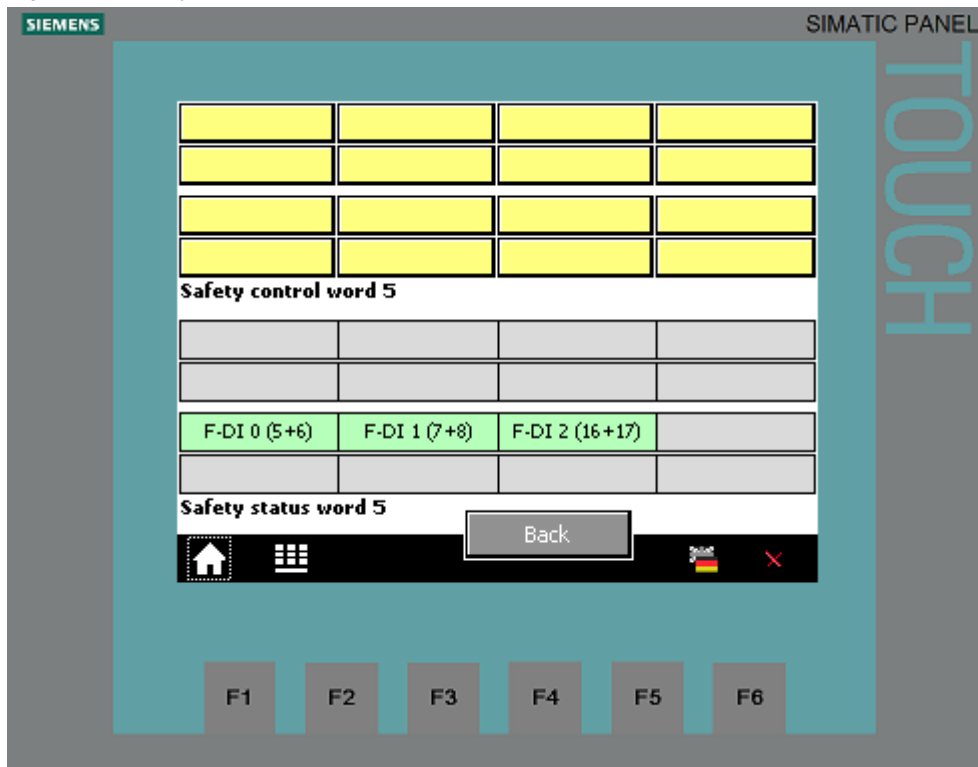 SIEMENS
SIMATIC PANEL
TOUCH
Safety control word 5
F-DI 0 (5+6) F-DI 1 (7+8) F-DI 2 (16+17)
Safety status word 5
Back
F1 F2 F3 F4 F5 F6